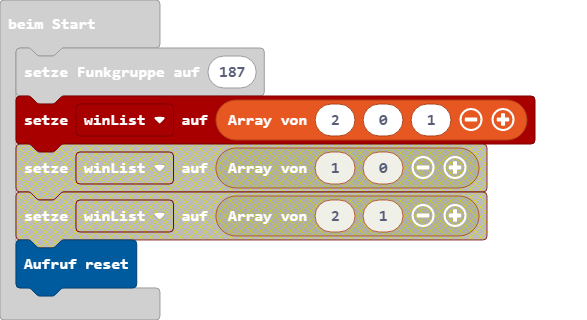 beim Start
setze Funkgruppe auf 187
setze winList auf Array von 2 0 1
setze winList auf Array von 1 0
setze winList auf Array von 2 1
Aufruf reset